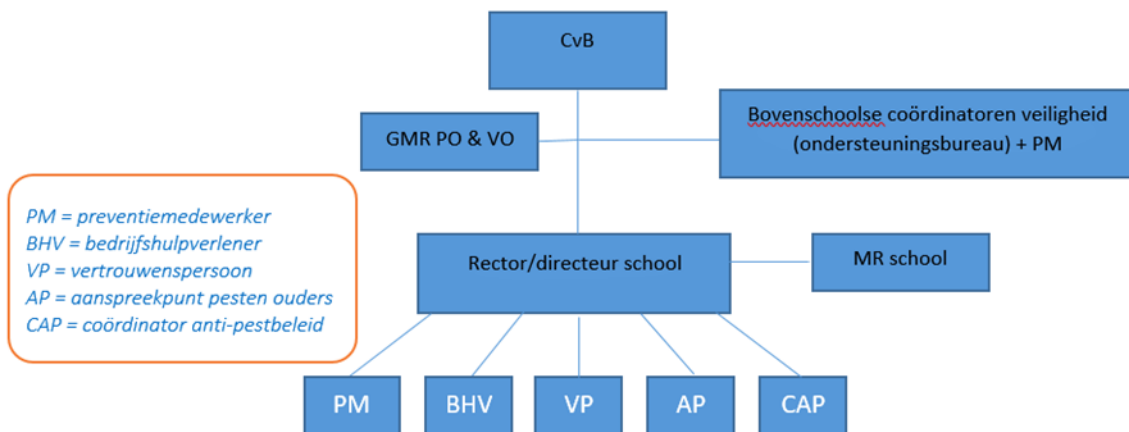 CvB
GMR PO & VO
Bovenschoolse coördinatoren veiligheid
(ondersteuningsbureau) + PM
PM = preventiemedewerker
BHV = bedrijfshulpverlener
VP = vertrouwenspersoon
AP = aanspreekpunt pesten ouders
CAP = coördinator anti-pestbeleid
Rector/directeur school
MR school
PM
BHV
VP
AP
CAP